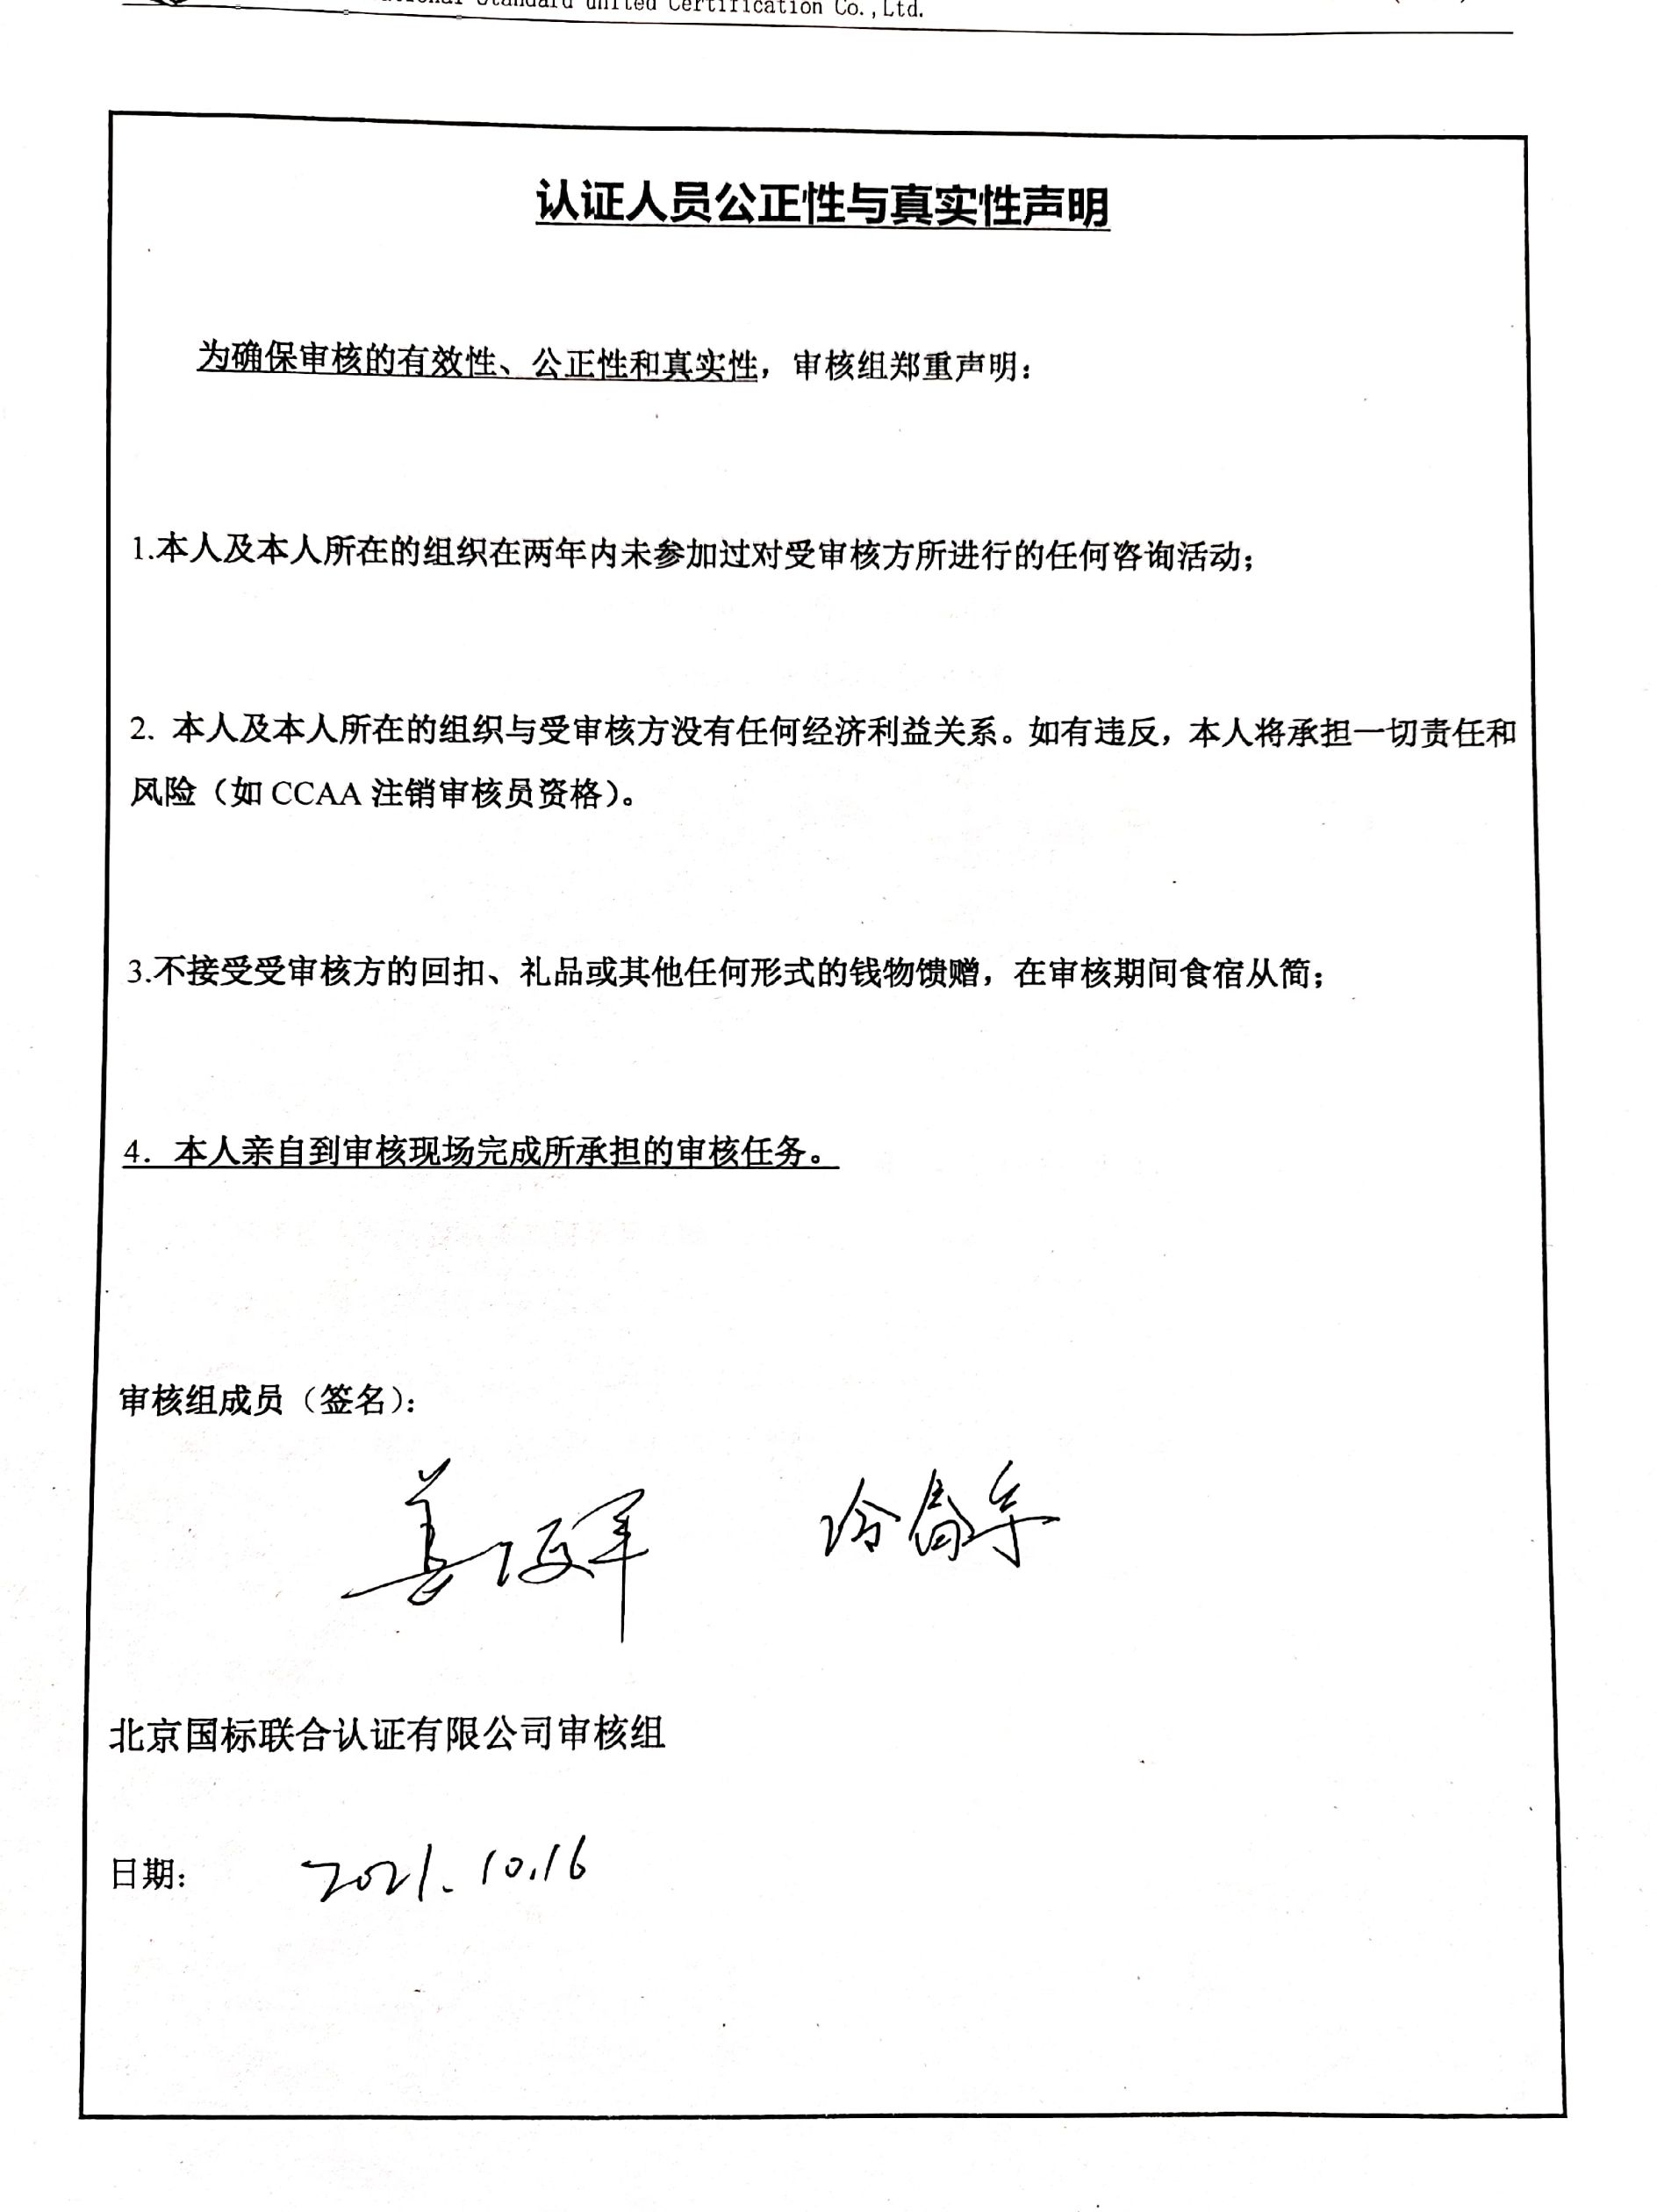 Standard united Certification Co.,Ltd.
认证人员公正性与真实性声明
为确保审核的有效性、公正性和真实性，审核组郑重声明：
1.本人及本人所在的组织在两年内未参加过对受审核方所进行的任何咨询活动；
2. 本人及本人所在的组织与受审核方没有任何经济利益关系。如有违反，本人将承担一切责任和
风险（如 CCAA 注销审核员资格）。
3.不接受受审核方的回扣、礼品或其他任何形式的钱物馈赠，在审核期间食宿从简；
4. 本人亲自到审核现场完成所承担的审核任务。
审核组成员（签名）：
北京国标联合认证有限公司审核组
日期： 2021.10.16